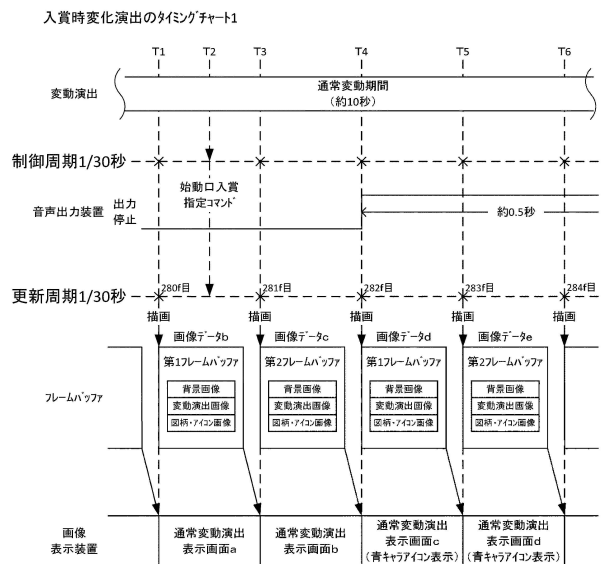 入賞時変化演出のタイミングチャート1
T1 T2 T3 T4 T5 T6
変動演出
通常変動期間
(約10秒)
制御周期1/30秒
始動口入賞
指定コマンド
音声出力装置
出力
停止
約0.5秒
更新周期1/30秒
280f目 281f目 282f目 283f目 284f目
描画 描画 描画 描画 描画
画像データb 画像データc 画像データd 画像データe
フレームバッファ
第1フレームバッファ 第2フレームバッファ 第1フレームバッファ 第2フレームバッファ
背景画像 背景画像 背景画像 背景画像
変動演出画像 変動演出画像 変動演出画像 変動演出画像
図柄・アイコン画像 図柄・アイコン画像 図柄・アイコン画像 図柄・アイコン画像
画像
表示装置
通常変動演出
表示画面a
通常変動演出
表示画面b
通常変動演出
表示画面c
(青キャラアイコン表示)
通常変動演出
表示画面d
(青キャラアイコン表示)